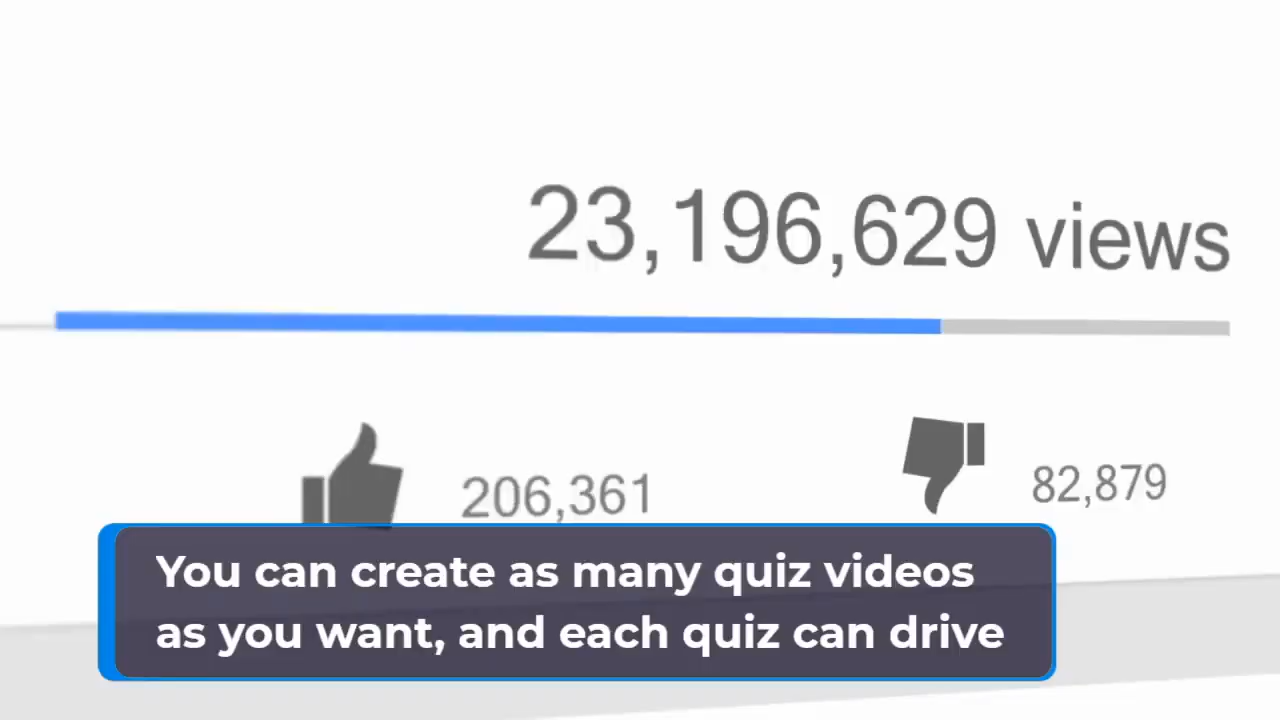 23,196,629 views
206,361
82,879
You can create as many quiz videos
as you want, and each quiz can drive